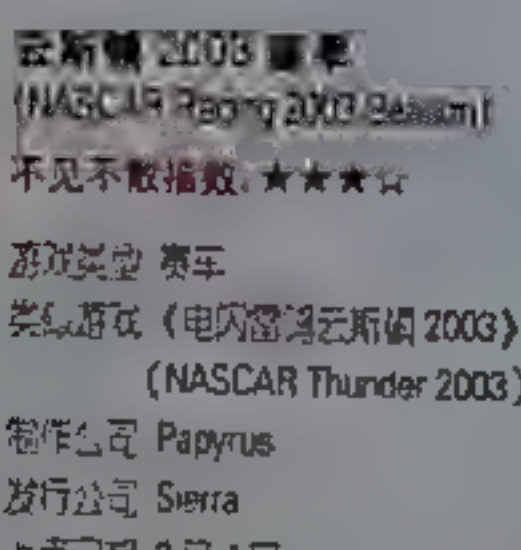 云斯顿 2003 赛季
(NASCAR Racing 2003 Season)
不见不散指数:★★★☆
游戏类型 赛车
类似游戏《电闪雷鸣云斯顿 2003》
(NASCAR Thunder 2003)
制作公司 Papyrus
发行公司 Sierra